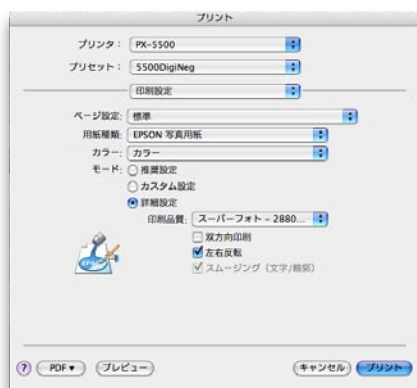 プリント
プリンタ： PX-5500
プリセット： 5500DigiNeg
印刷設定
ページ設定： 標準
用紙種類： EPSON 写真用紙
カラー： カラー
モード： 推奨設定
カスタム設定
詳細設定
印刷品質： スーパーフォト - 2880...
双方向印刷
左右反転
スムージング（文字/輪郭）
EPSON
? PDF▼ プレビュー キャンセル プリント